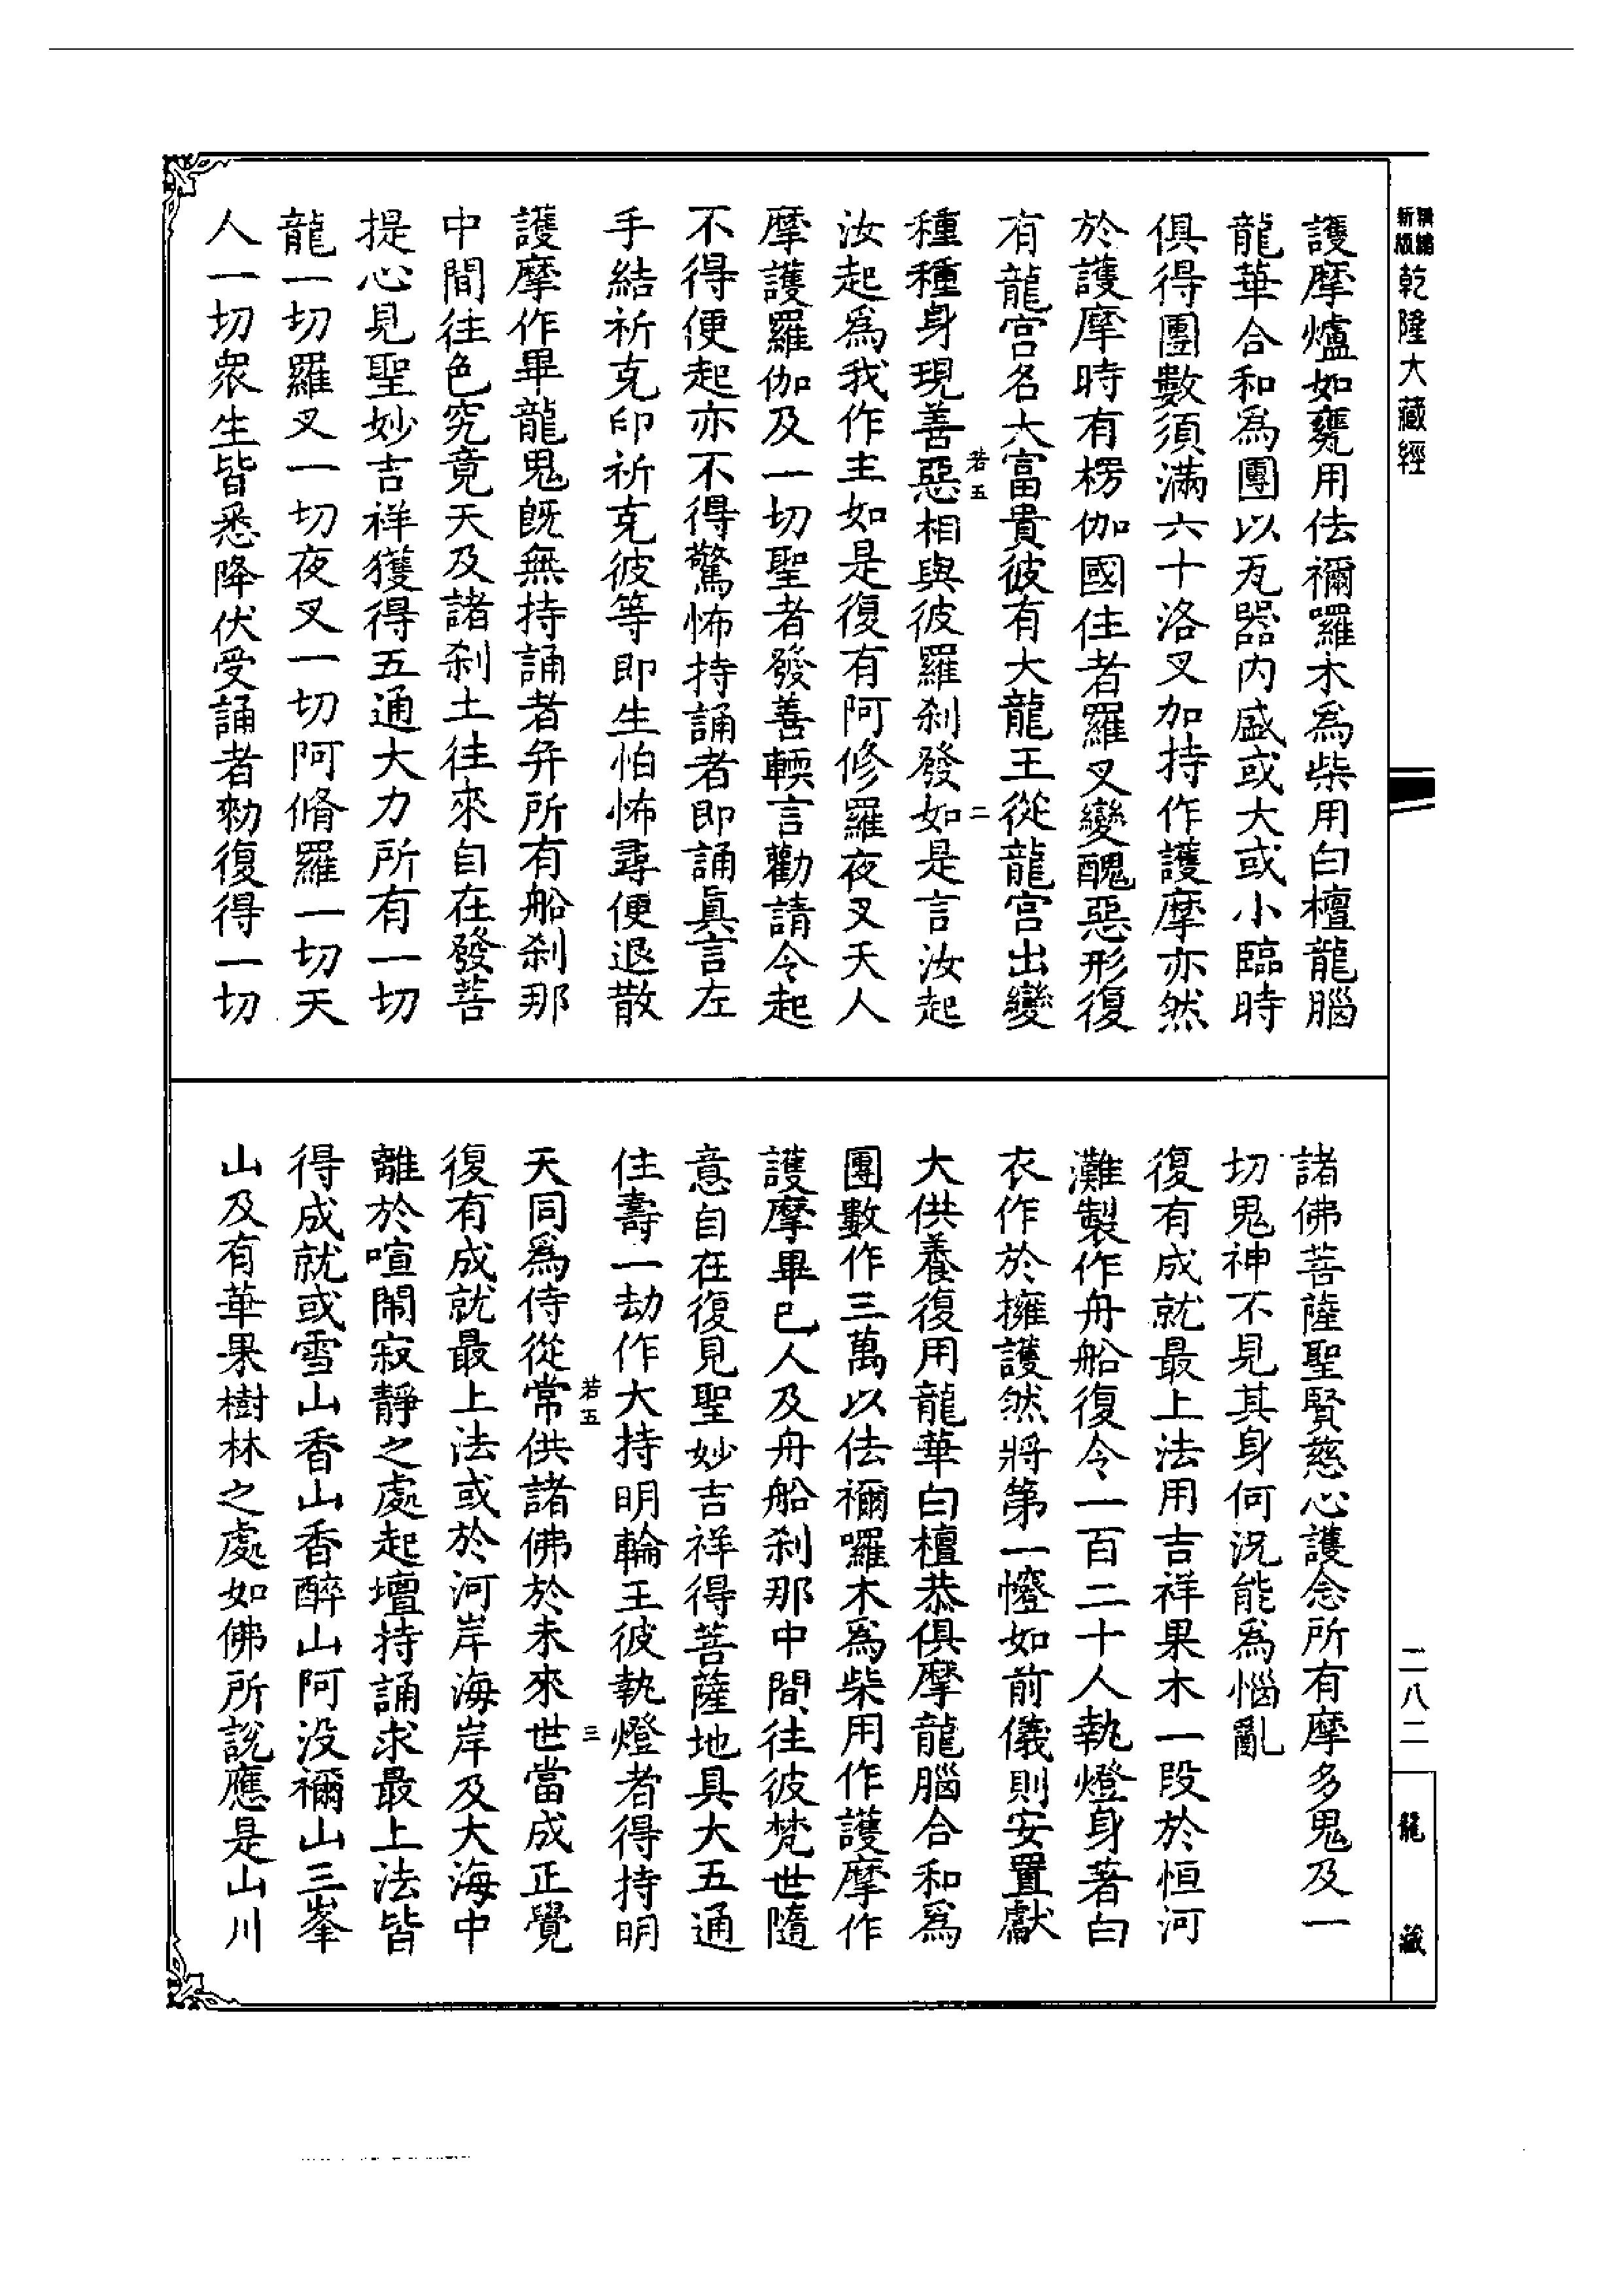 精編
新版
乾隆大藏經
護摩爐如甕用佉禰囉木為柴用白檀龍腦
龍華合和為團以瓦器內盛或大或小臨時
俱得團數須滿六十洛叉加持作護摩亦然
於護摩時有楞伽國住者羅叉變醜惡形復
有龍宮名大富貴彼有大龍王從龍宮出變
若五
二
種種身現善惡相與彼羅剎發如是言汝起
汝起為我作主如是復有阿修羅夜叉天人
摩護羅伽及一切聖者發善輭言勸請令起
不得便起亦不得驚怖持誦者即誦真言左
手結祈克印祈克彼等即生怕怖尋便退散
護摩作畢龍鬼既無持誦者并所有船剎那
中間往色究竟天及諸剎土往來自在發菩
提心見聖妙吉祥獲得五通大力所有一切
龍一切羅叉一切夜叉一切阿脩羅一切天
人一切眾生皆悉降伏受誦者勑復得一切
諸佛菩薩聖賢慈心護念所有摩多鬼及一
切鬼神不見其身何況能為惱亂
復有成就最上法用吉祥果木一段於恒河
灘製作舟船復令一百二十人執燈身著白
衣作於擁護然將第一㡧如前儀則安置獻
大供養復用龍華白檀恭俱摩龍腦合和為
團數作三萬以佉禰囉木為柴用作護摩作
護摩畢已人及舟船剎那中間往彼梵世隨
意自在復見聖妙吉祥得菩薩地具大五通
住壽一劫作大持明輪王彼執燈者得持明
若五
三
天同為侍從常供諸佛於未來世當成正覺
復有成就最上法或於河岸海岸及大海中
離於喧鬧寂靜之處起壇持誦求最上法皆
得成就或雪山香山香醉山阿没禰山三峯
山及有華果樹林之處如佛所說應是山川
二八二
龍藏